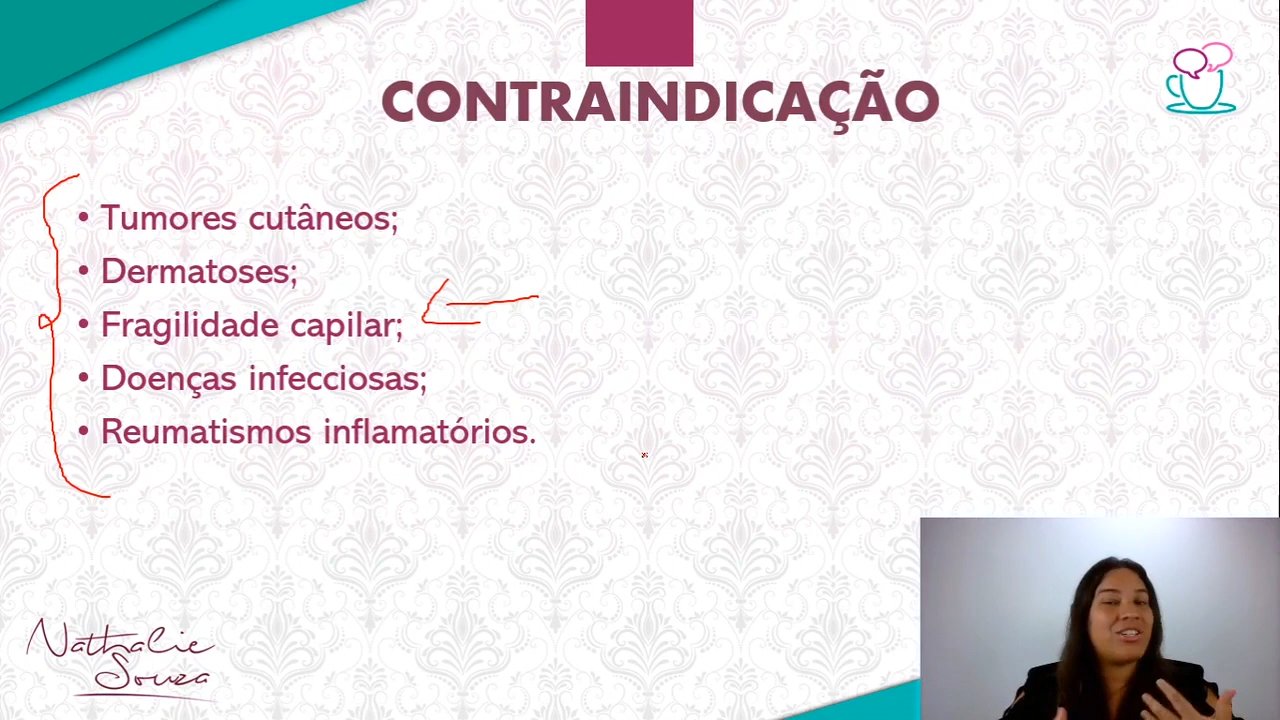 CONTRAINDICAÇÃO
• Tumores cutâneos;
• Dermatoses;
• Fragilidade capilar;
• Doenças infecciosas;
• Reumatismos inflamatórios.
Nathalie
Souza